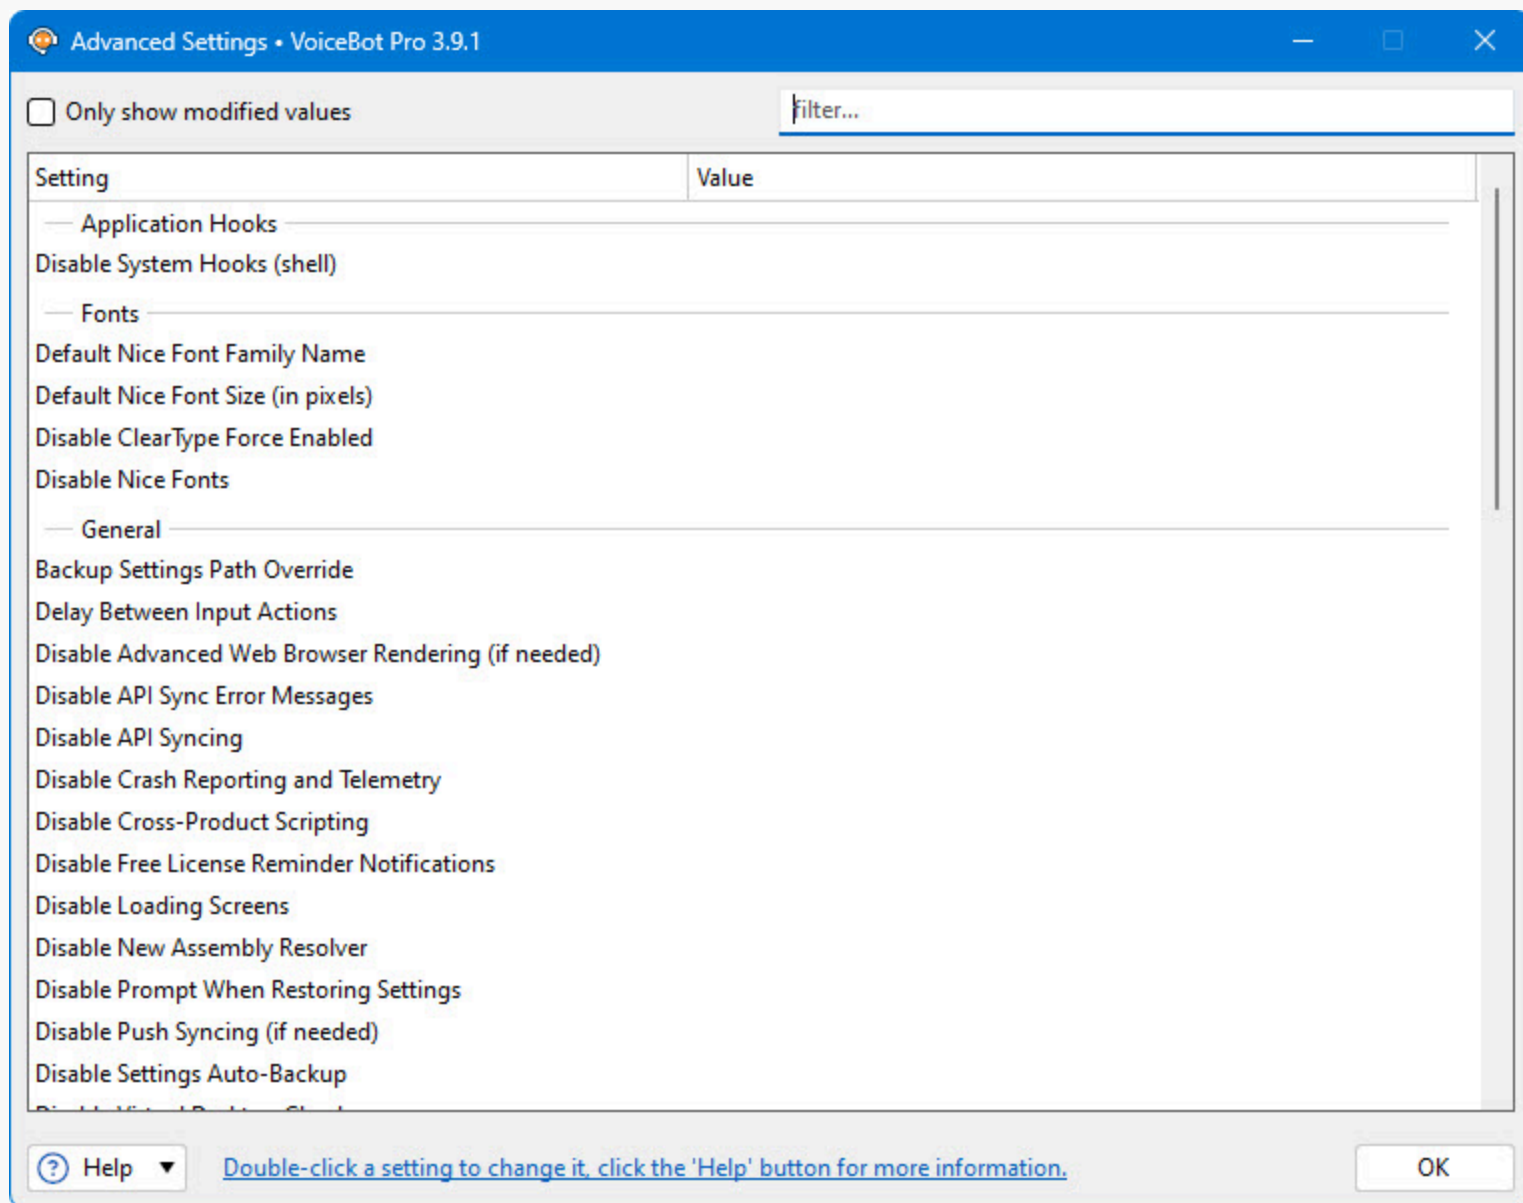 Advanced Settings • VoiceBot Pro 3.9.1
Only show modified values
filter...
Setting Value
Application Hooks
Disable System Hooks (shell)
Fonts
Default Nice Font Family Name
Default Nice Font Size (in pixels)
Disable ClearType Force Enabled
Disable Nice Fonts
General
Backup Settings Path Override
Delay Between Input Actions
Disable Advanced Web Browser Rendering (if needed)
Disable API Sync Error Messages
Disable API Syncing
Disable Crash Reporting and Telemetry
Disable Cross-Product Scripting
Disable Free License Reminder Notifications
Disable Loading Screens
Disable New Assembly Resolver
Disable Prompt When Restoring Settings
Disable Push Syncing (if needed)
Disable Settings Auto-Backup
? Help
Double-click a setting to change it, click the 'Help' button for more information.
OK